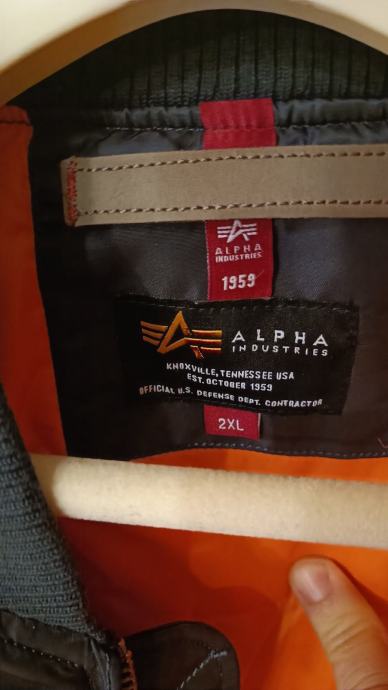 ALPHA
INDUSTRIES
1959
ALPHA
INDUSTRIES
KNOXVILLE, TENNESSEE USA
EST. OCTOBER 1959
OFFICIAL U.S. DEFENSE DEPT. CONTRACTOR
2XL